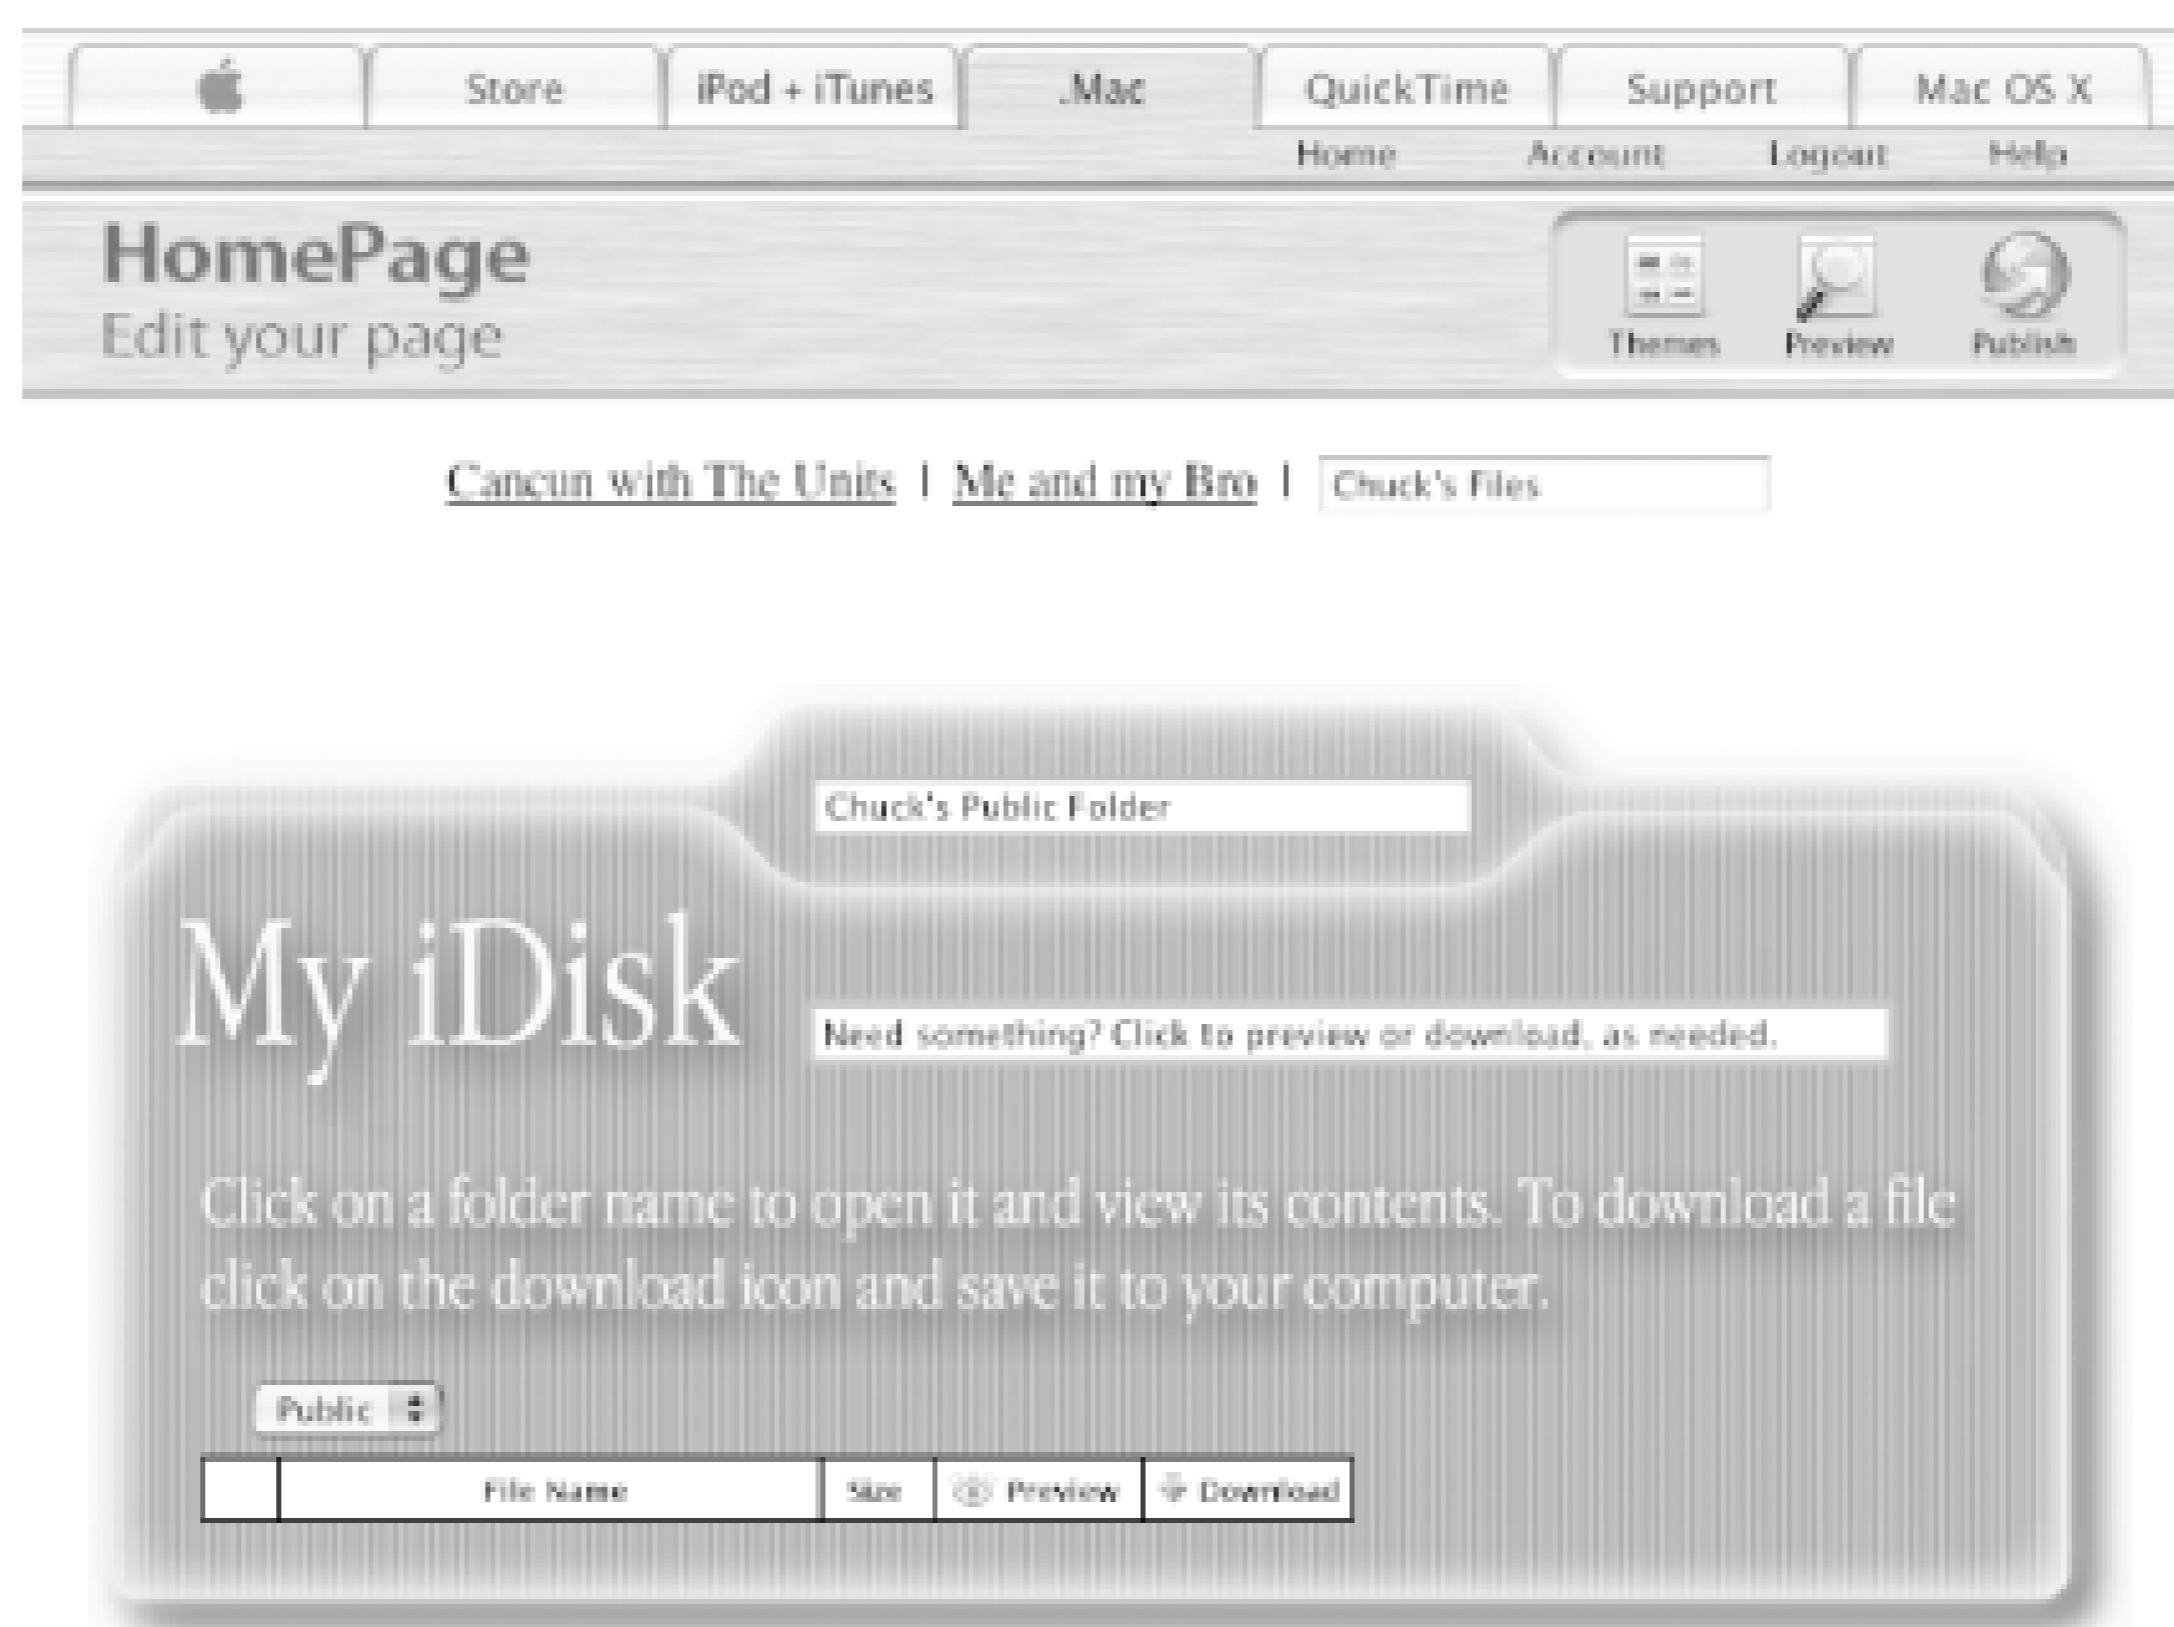 Store iPod + iTunes .Mac QuickTime Support Mac OS X
Home Account Logout Help
HomePage
Edit your page
Themes Preview Publish
Cancun with The Units | Me and my Bro | Chuck's Files
Chuck's Public Folder
My iDisk
Need something? Click to preview or download, as needed.
Click on a folder name to open it and view its contents. To download a file
click on the download icon and save it to your computer.
Public
File Name Size Preview Download